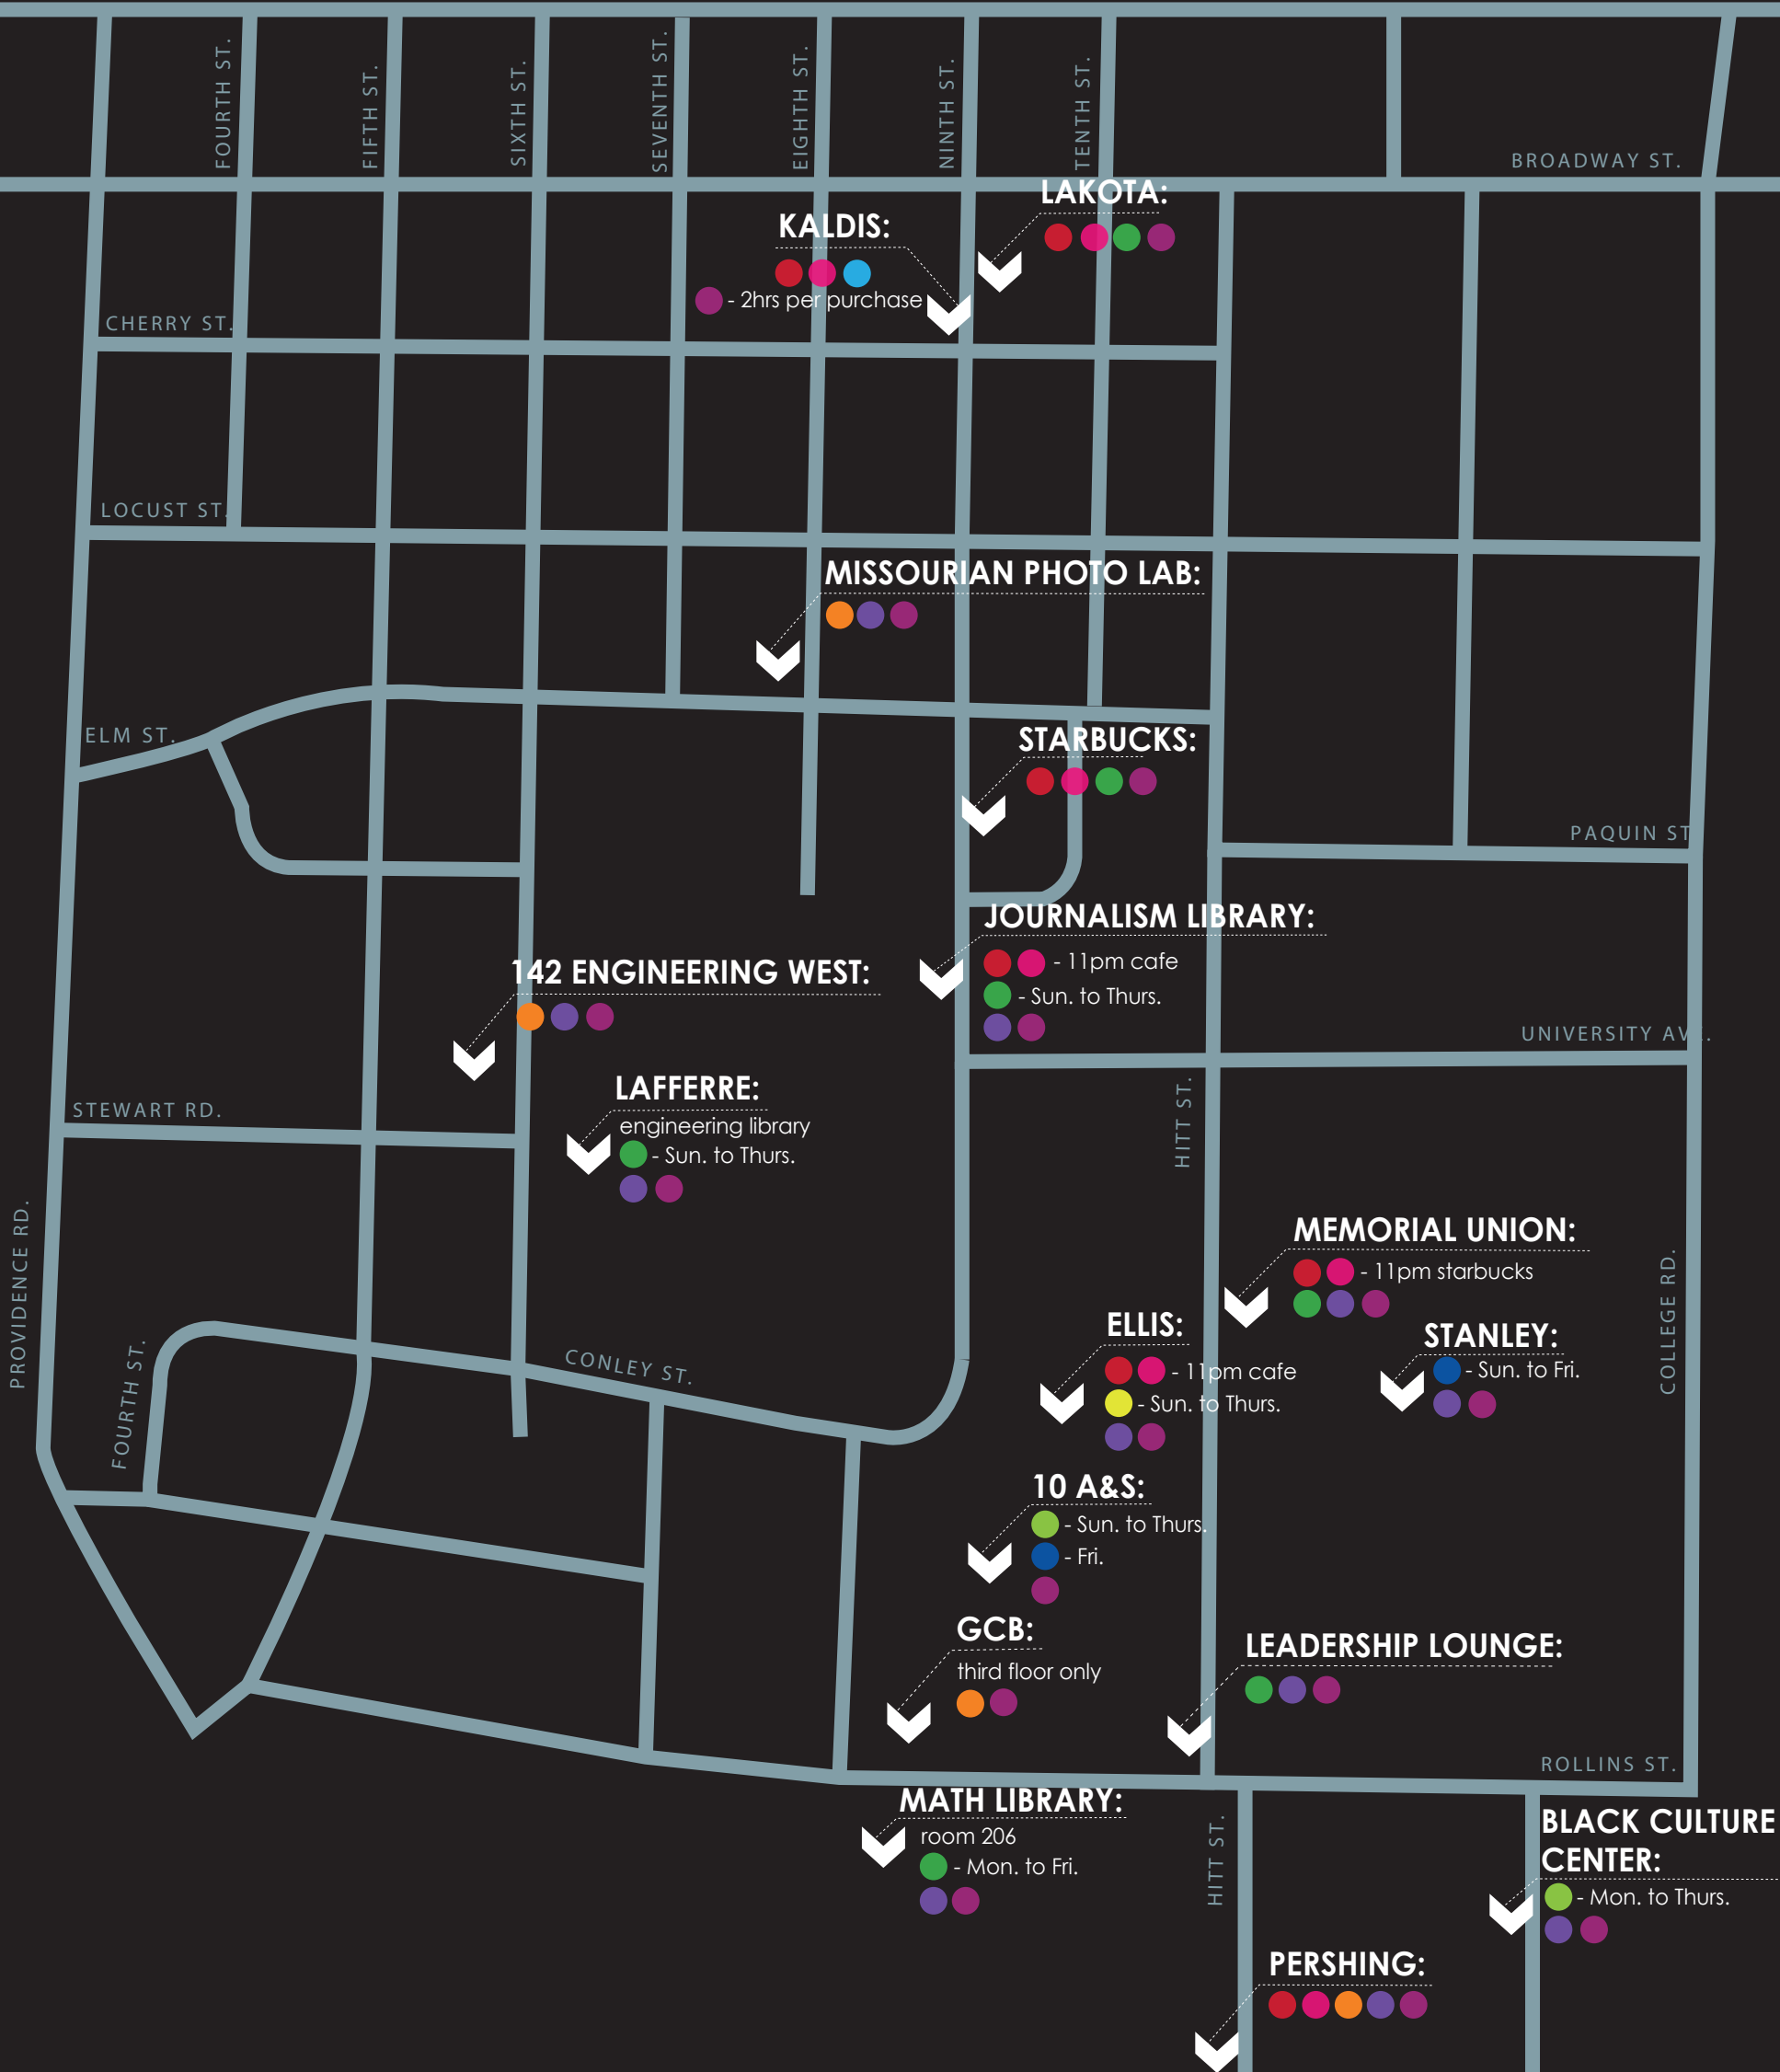 FOURTH ST.
FIFTH ST.
SIXTH ST.
SEVENTH ST.
EIGHTH ST.
NINTH ST.
TENTH ST.
BROADWAY ST.
LAKOTA:
KALDIS:
- 2hrs per purchase
CHERRY ST.
LOCUST ST.
MISSOURIAN PHOTO LAB:
ELM ST.
STARBUCKS:
PAQUIN ST
JOURNALISM LIBRARY:
- 11pm cafe
- Sun. to Thurs.
142 ENGINEERING WEST:
UNIVERSITY AV.
LAFFERRE:
engineering library
- Sun. to Thurs.
STEWART RD.
HITT ST.
PROVIDENCE RD.
MEMORIAL UNION:
- 11pm starbucks
COLLEGE RD.
ELLIS:
- 11pm cafe
- Sun. to Thurs.
STANLEY:
- Sun. to Fri.
FOURTH ST.
CONLEY ST.
10 A&S:
- Sun. to Thurs.
- Fri.
GCB:
third floor only
LEADERSHIP LOUNGE:
ROLLINS ST.
MATH LIBRARY:
room 206
- Mon. to Fri.
HITT ST.
BLACK CULTURE
CENTER:
- Mon. to Thurs.
PERSHING: